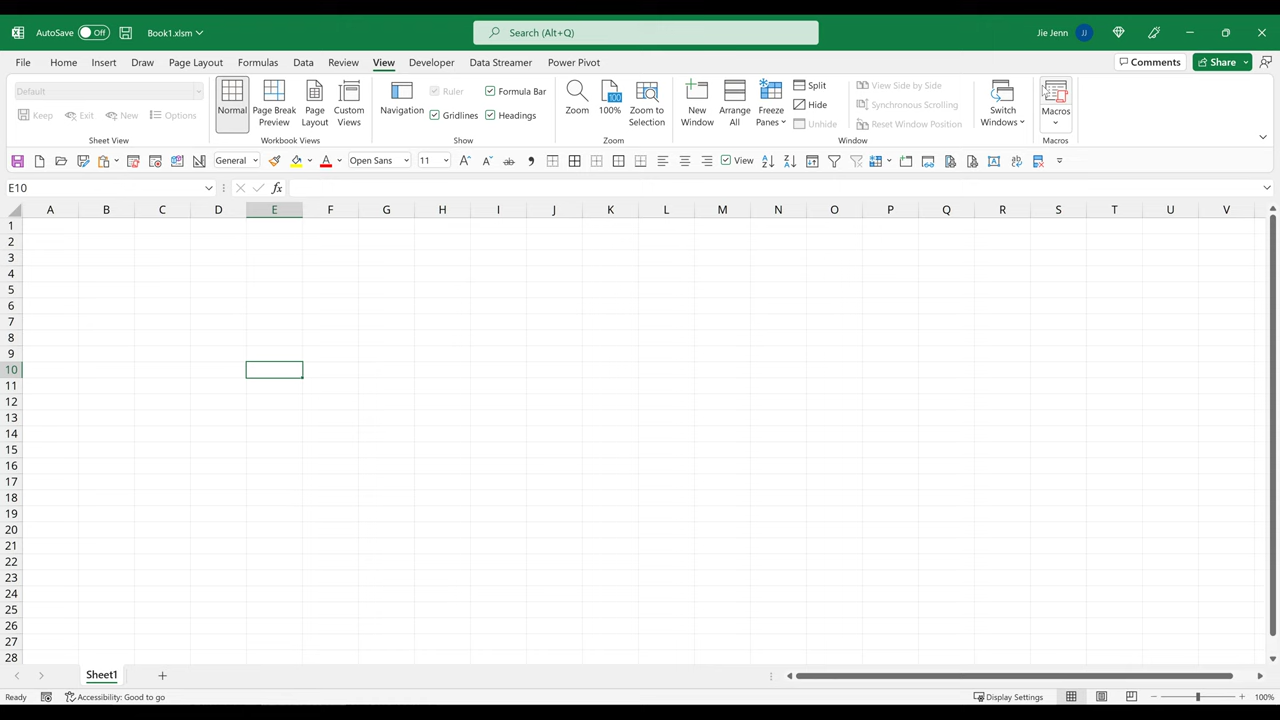 AutoSave Off Book1.xlsm Search (Alt+Q) Jie Jenn JJ
File Home Insert Draw Page Layout Formulas Data Review View Developer Data Streamer Power Pivot Comments Share
Default
Keep Exit New Options
Sheet View
Normal
Page Break
Preview
Page
Layout
Custom
Views
Workbook Views
Navigation
Ruler Formula Bar
Gridlines Headings
Show
Zoom
100
100%
Zoom to
Selection
Zoom
New
Window
Arrange
All
Freeze
Panes
Split
Hide
Unhide
View Side by Side
Synchronous Scrolling
Reset Window Position
Window
Switch
Windows
Macros
Macros
General A Open Sans 11 A A ab View
E10 fx
A B C D E F G H I J K L M N O P Q R S T U V
1
2
3
4
5
6
7
8
9
10
11
12
13
14
15
16
17
18
19
20
21
22
23
24
25
26
27
28
Sheet1
Ready Accessibility: Good to go Display Settings 100%